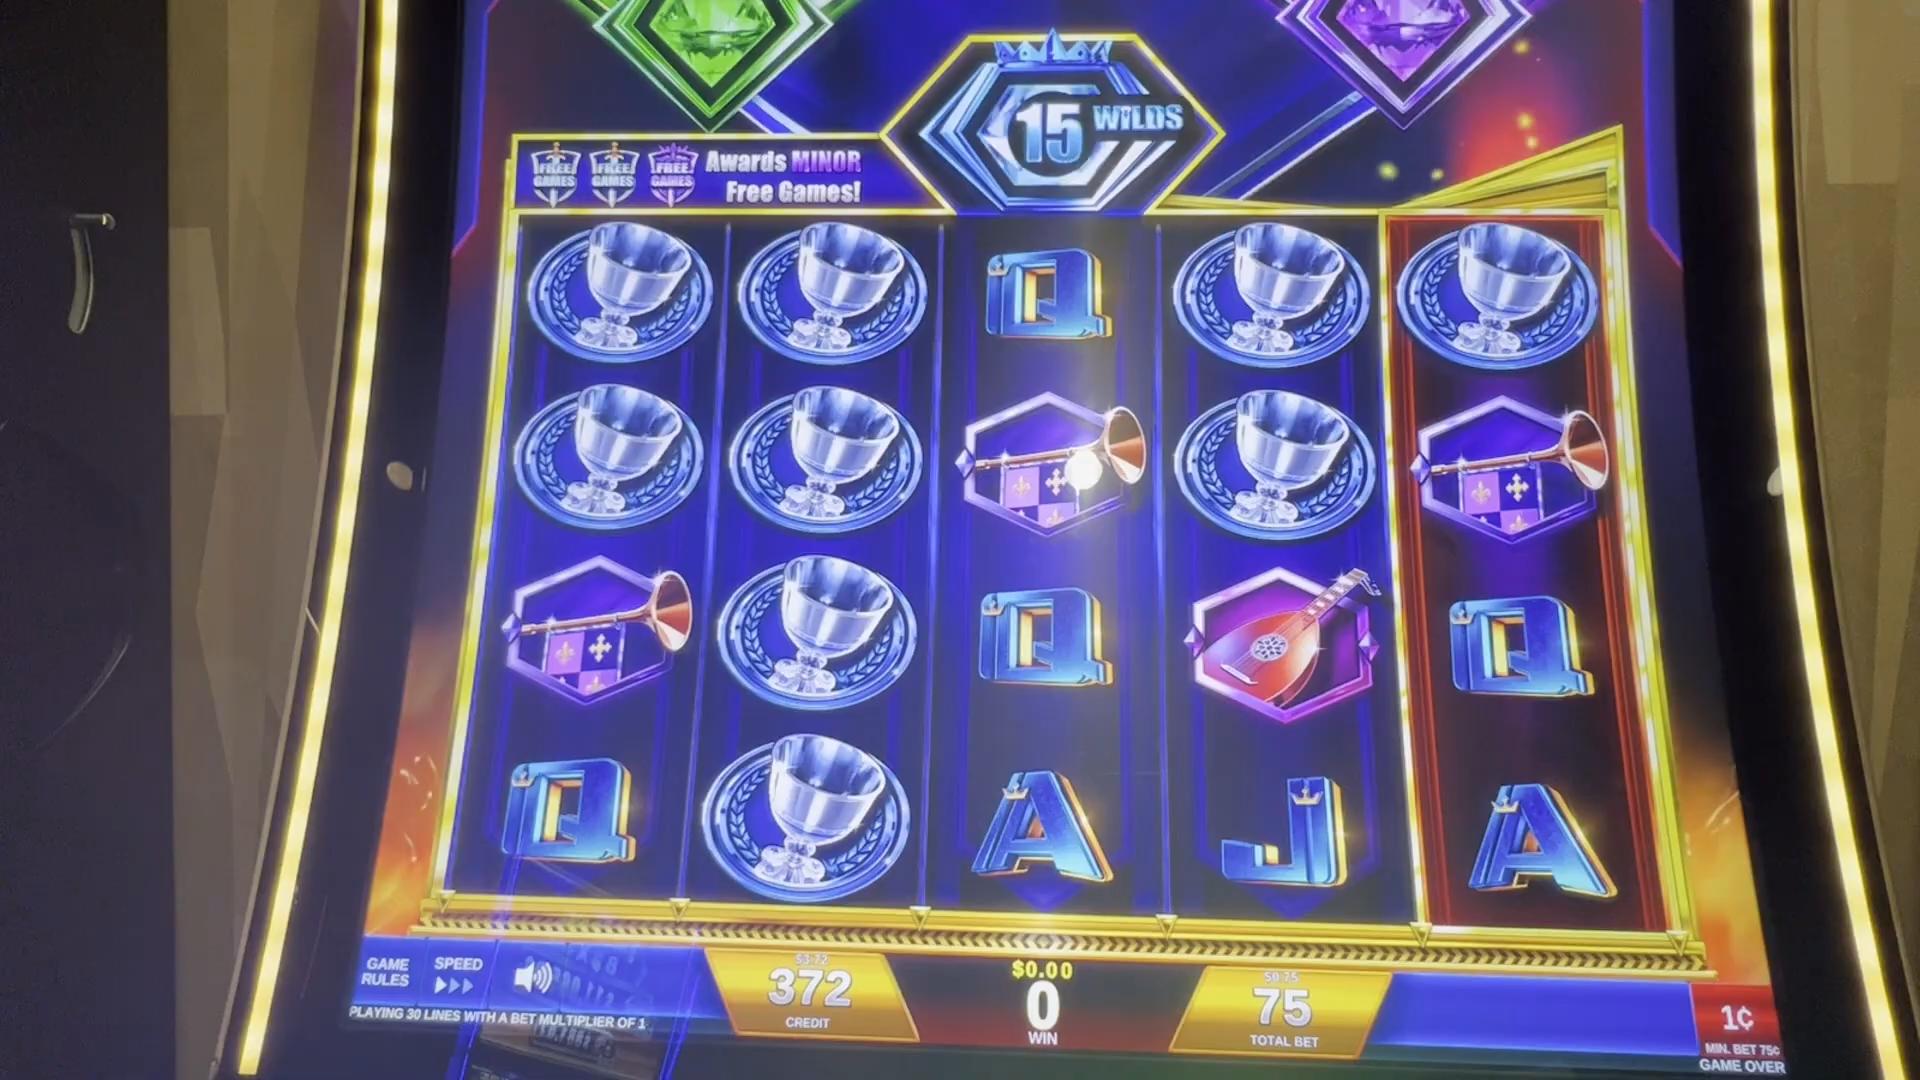 15 WILDS
FREE GAMES FREE GAMES FREE GAMES Awards MINOR
Free Games!
Q
Q
Q
Q
A
J
A
GAME RULES
SPEED
$3.72
372
CREDIT
$0.00
0
WIN
$0.75
75
TOTAL BET
1¢
MIN. BET 75¢
GAME OVER
PLAYING 30 LINES WITH A BET MULTIPLIER OF 1